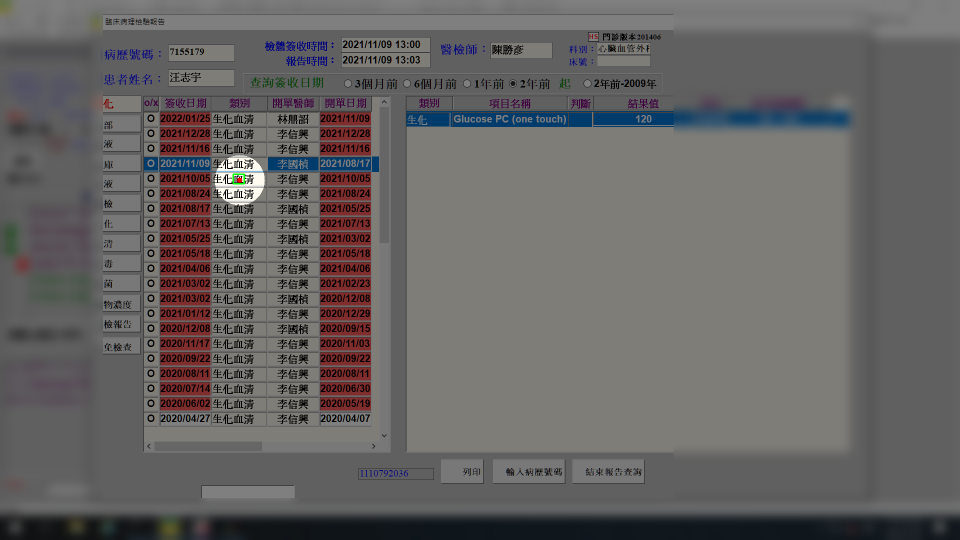 臨床病理檢驗報告
HS 門診版本201406
病歷號碼： 7155179 檢體簽收時間： 2021/11/09 13:00 醫檢師： 陳勝彥 科別： 心臟血管外科
報告時間： 2021/11/09 13:03 床號：
患者姓名： 汪志宇 查詢簽收日期 3個月前 6個月前 1年前 2年前 起 2年前-2009年
化 o/x 簽收日期 類別 開單醫師 開單日期 類別 項目名稱 判斷 結果值
O 2022/01/25 生化血清 林朋韶 2021/11/09 生化 Glucose PC (one touch) 120
部 O 2021/12/28 生化血清 李信興 2021/12/28
液 O 2021/11/16 生化血清 李信興 2021/11/16
庫 O 2021/11/09 生化血清 李國楨 2021/08/17
液 O 2021/10/05 生化血清 李信興 2021/10/05
檢 O 2021/08/24 生化血清 李信興 2021/08/24
O 2021/08/17 生化血清 李國楨 2021/05/25
化 O 2021/07/13 生化血清 李信興 2021/07/13
清 O 2021/05/25 生化血清 李國楨 2021/03/02
O 2021/05/18 生化血清 李信興 2021/05/18
毒 O 2021/04/06 生化血清 李信興 2021/04/06
菌 O 2021/03/02 生化血清 李信興 2021/02/23
物濃度 O 2021/03/02 生化血清 李國楨 2020/12/08
O 2021/01/12 生化血清 李信興 2020/12/29
檢報告 O 2020/12/08 生化血清 李國楨 2020/09/15
免檢查 O 2020/11/17 生化血清 李信興 2020/11/03
O 2020/09/22 生化血清 李信興 2020/09/22
O 2020/08/11 生化血清 李信興 2020/08/11
O 2020/07/14 生化血清 李信興 2020/06/30
O 2020/06/02 生化血清 李信興 2020/05/19
O 2020/04/27 生化血清 李信興 2020/04/07
1110792036 列印 輸入病歷號碼 結束報告查詢